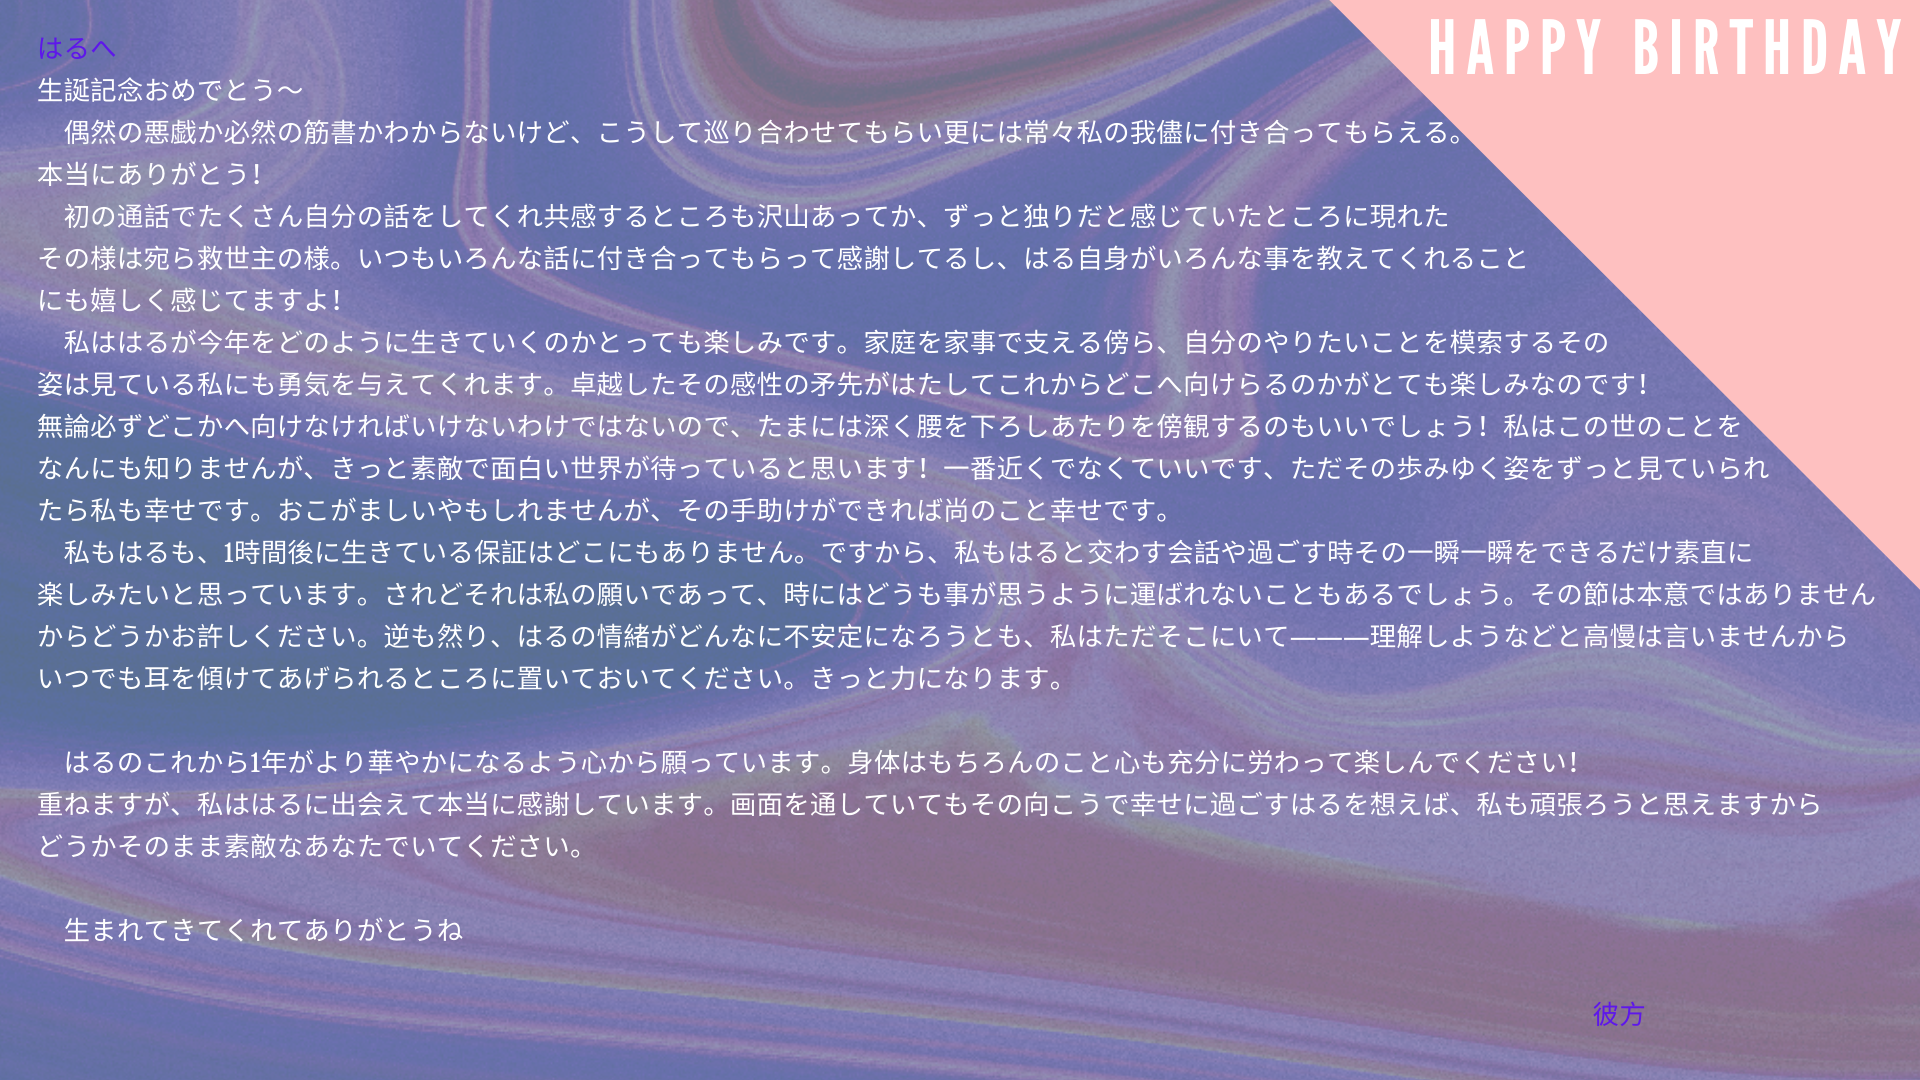 HAPPY BIRTHDAY
はるへ
生誕記念おめでとう〜
　偶然の悪戯か必然の筋書かわからないけど、こうして巡り合わせてもらい更には常々私の我儘に付き合ってもらえる。
本当にありがとう！
　初の通話でたくさん自分の話をしてくれ共感するところも沢山あってか、ずっと独りだと感じていたところに現れた
その様は宛ら救世主の様。いつもいろんな話に付き合ってもらって感謝してるし、はる自身がいろんな事を教えてくれること
にも嬉しく感じてますよ！
　私ははるが今年をどのように生きていくのかとっても楽しみです。家庭を家事で支える傍ら、自分のやりたいことを模索するその
姿は見ている私にも勇気を与えてくれます。卓越したその感性の矛先がはたしてこれからどこへ向けらるのかがとても楽しみなのです！
無論必ずどこかへ向けなければいけないわけではないので、たまには深く腰を下ろしあたりを傍観するのもいいでしょう！私はこの世のことを
なんにも知りませんが、きっと素敵で面白い世界が待っていると思います！一番近くでなくていいです、ただその歩みゆく姿をずっと見ていられ
たら私も幸せです。おこがましいやもしれませんが、その手助けができれば尚のこと幸せです。
　私もはるも、1時間後に生きている保証はどこにもありません。ですから、私もはると交わす会話や過ごす時その一瞬一瞬をできるだけ素直に
楽しみたいと思っています。されどそれは私の願いであって、時にはどうも事が思うように運ばれないこともあるでしょう。その節は本意ではありません
からどうかお許しください。逆も然り、はるの情緒がどんなに不安定になろうとも、私はただそこにいて———理解しようなどと高慢は言いませんから
いつでも耳を傾けてあげられるところに置いておいてください。きっと力になります。
　はるのこれから1年がより華やかになるよう心から願っています。身体はもちろんのこと心も充分に労わって楽しんでください！
重ねますが、私ははるに出会えて本当に感謝しています。画面を通していてもその向こうで幸せに過ごすはるを想えば、私も頑張ろうと思えますから
どうかそのまま素敵なあなたでいてください。
　生まれてきてくれてありがとうね
彼方